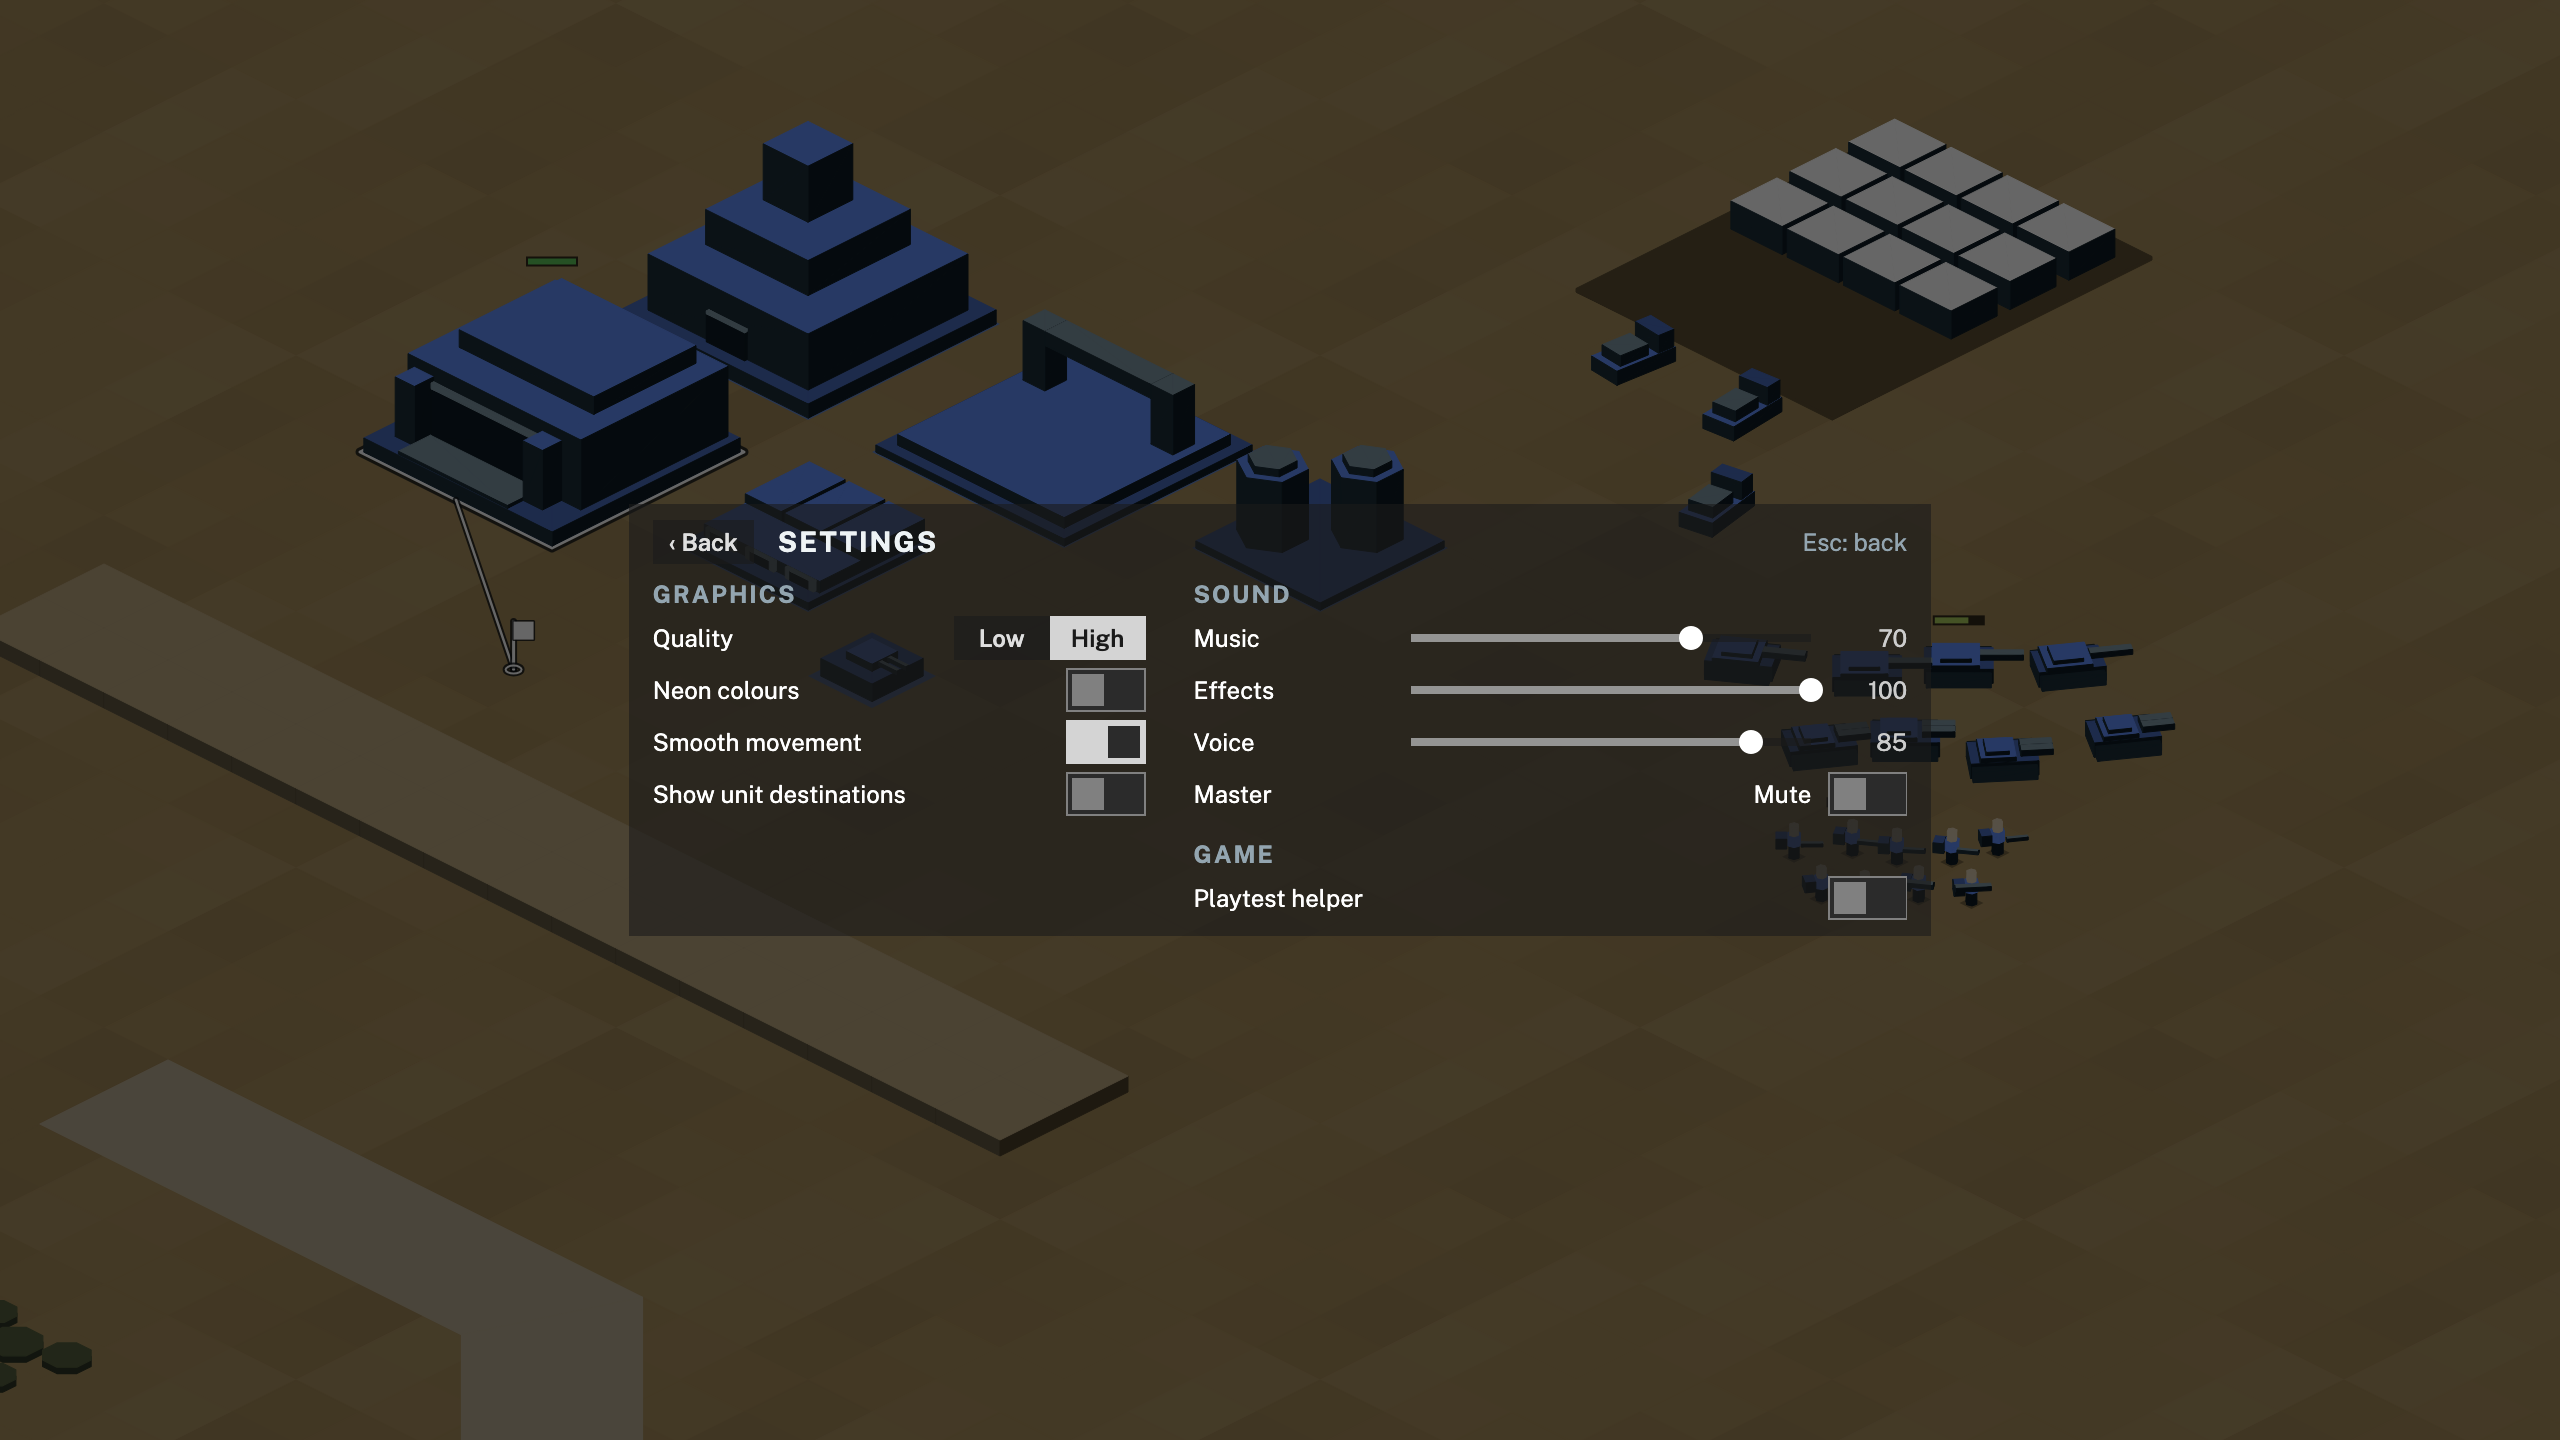 ‹ Back SETTINGS Esc: back
GRAPHICS
Quality Low High
Neon colours
Smooth movement
Show unit destinations
SOUND
Music 70
Effects 100
Voice 85
Master Mute
GAME
Playtest helper